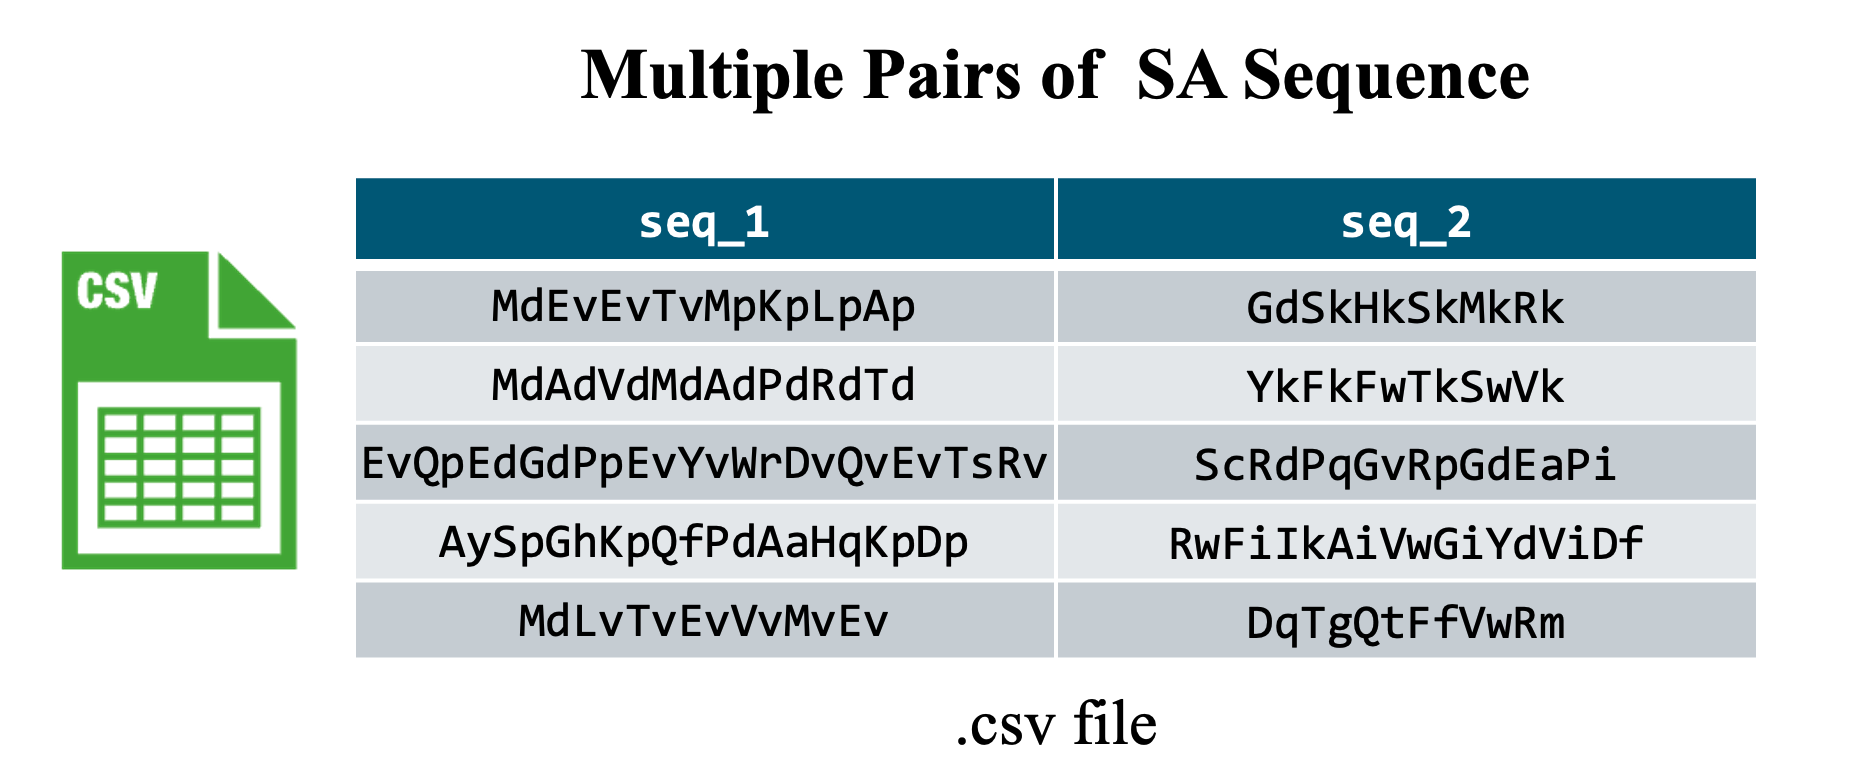 Multiple Pairs of SA Sequence
CSV
seq_1 seq_2
MdEvEvTvMpKpLpAp GdSkHkSkMkRk
MdAdVdMdAdPdRdTd YkFkFwTkSwVk
EvQpEdGdPpEvYvWrDvQvEvTsRv ScRdPqGvRpGdEaPi
AySpGhKpQfPdAaHqKpDp RwFiIkAiVwGiYdViDf
MdLvTvEvVvMvEv DqTgQtFfVwRm
.csv file